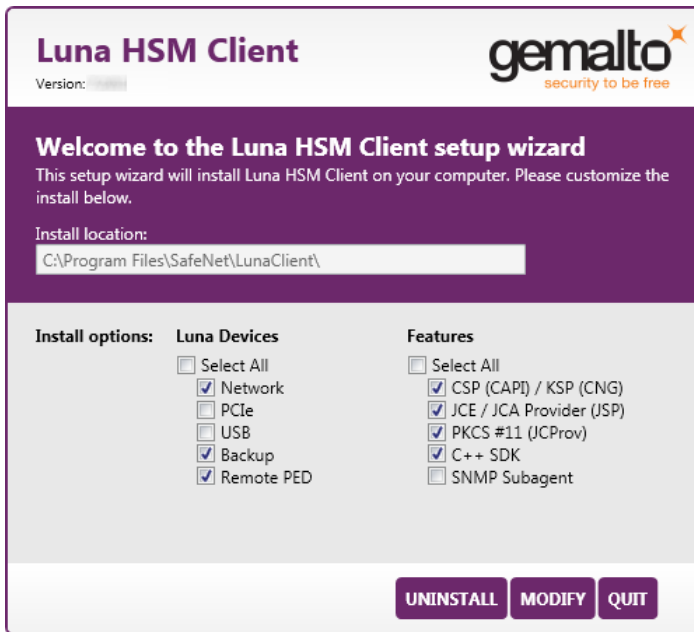 Luna HSM Client
Version:
gemalto
security to be free
Welcome to the Luna HSM Client setup wizard
This setup wizard will install Luna HSM Client on your computer. Please customize the
install below.
Install location:
C:\Program Files\SafeNet\LunaClient\
Install options:
Luna Devices
Select All
Network
PCIe
USB
Backup
Remote PED
Features
Select All
CSP (CAPI) / KSP (CNG)
JCE / JCA Provider (JSP)
PKCS #11 (JCProv)
C++ SDK
SNMP Subagent
UNINSTALL
MODIFY
QUIT